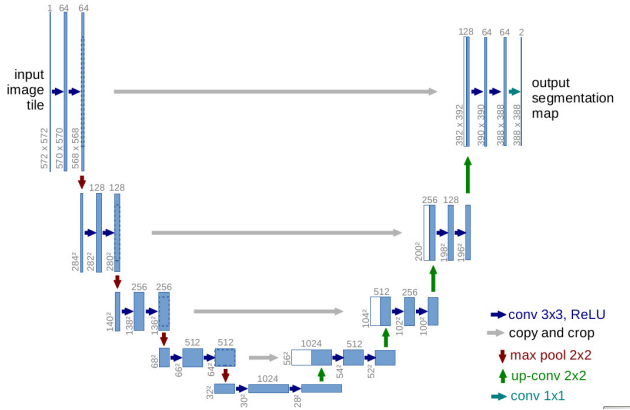 1 64 64
128 64 64 2
input
image
tile
output
segmentation
map
572 x 572
570 x 570
568 x 568
392 x 392
390 x 390
388 x 388
388 x 388
128 128
256 128
284²
282²
280²
200²
198²
196²
256 256
512 256
140²
138²
136²
104²
102²
100²
512 512
1024 512
68²
66²
64²
56²
54²
52²
1024
32²
30²
28²
conv 3x3, ReLU
copy and crop
max pool 2x2
up-conv 2x2
conv 1x1